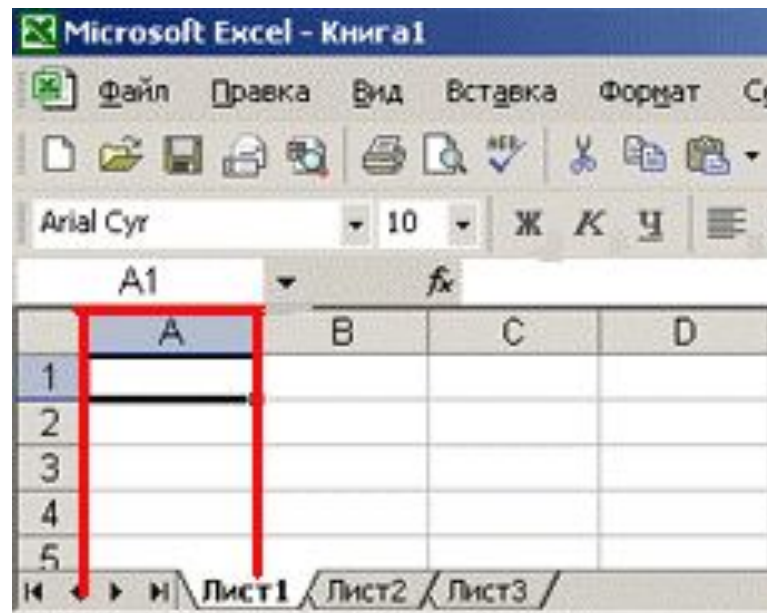 Microsoft Excel - Книга1
Файл Правка Вид Вставка Формат
Arial Cyr 10 Ж К Ч
A1 fx
A B C D
1
2
3
4
5
Лист1 Лист2 Лист3